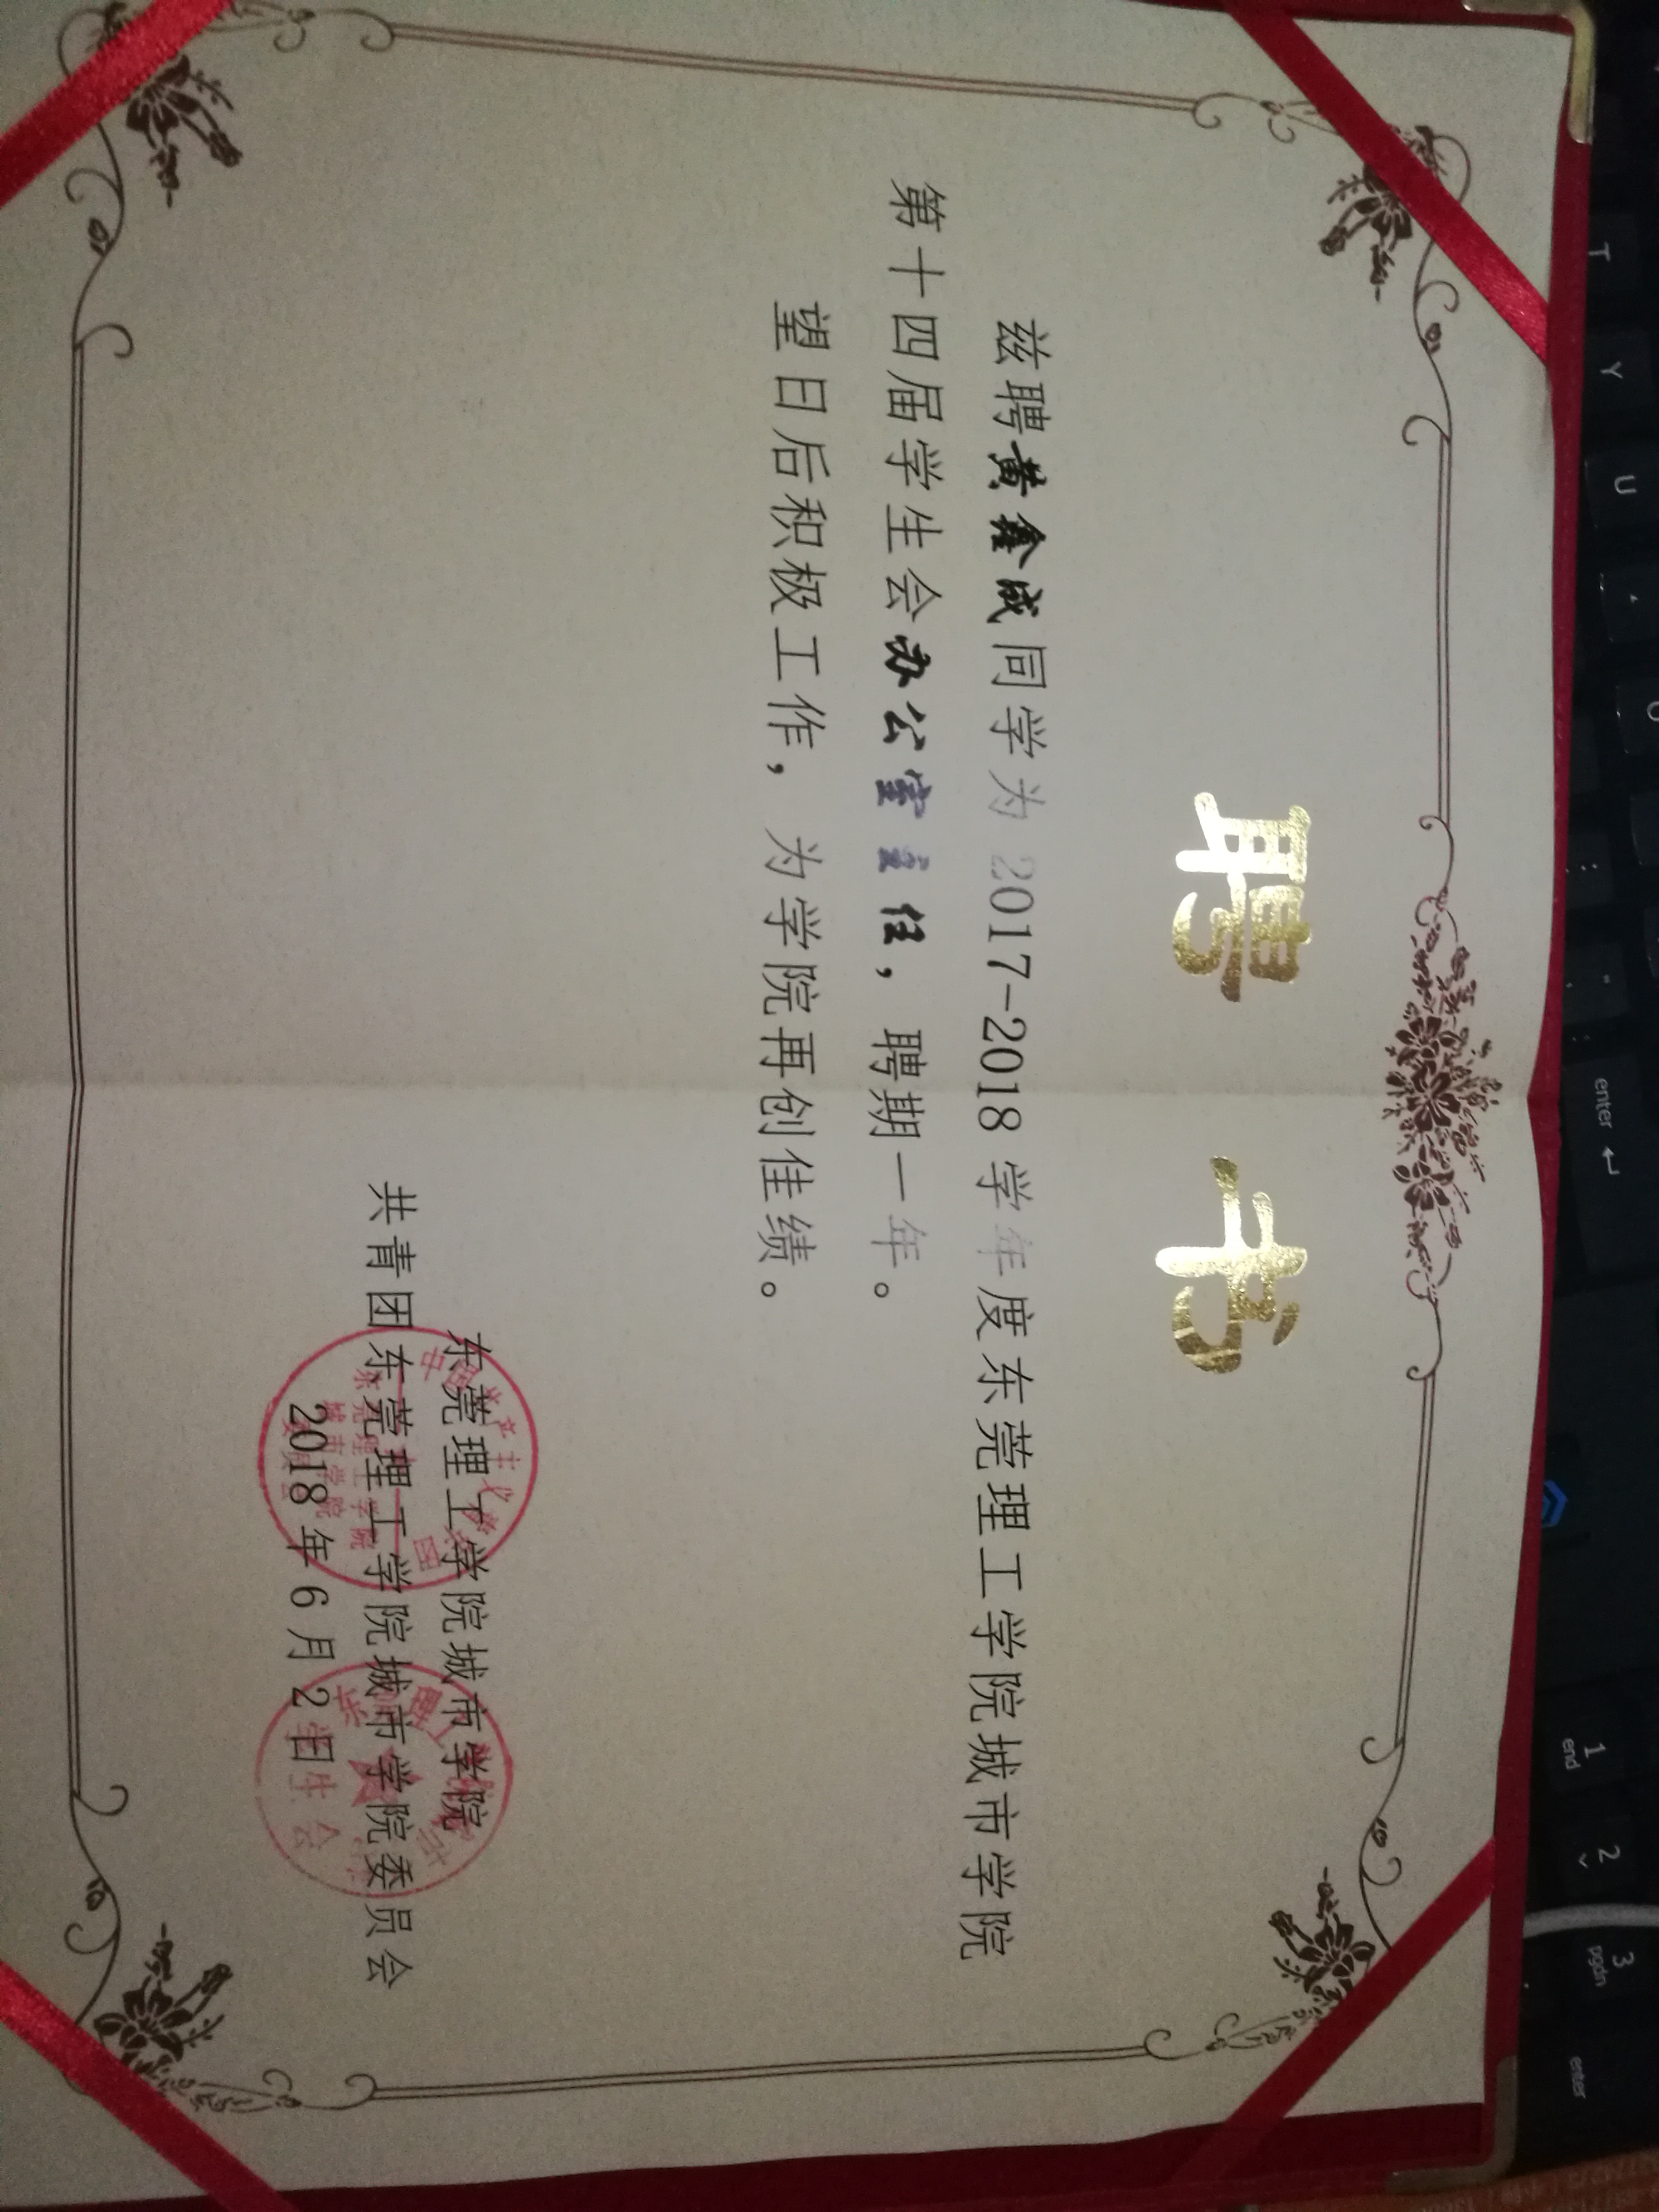 T Y U O
enter
1 end
2
3 pgdn
enter
聘 书
兹聘黄鑫成同学为 2017-2018 学年度东莞理工学院城市学院
第十四届学生会办公室主任，聘期一年。
望日后积极工作，为学院再创佳绩。
东莞理工学院城市学院
共青团东莞理工学院城市学院委员会
2018 年 6 月 2 日
中国共产主义青年团
东莞理工学院
城市学院
委员会
东莞理工学院城市学院
学生会